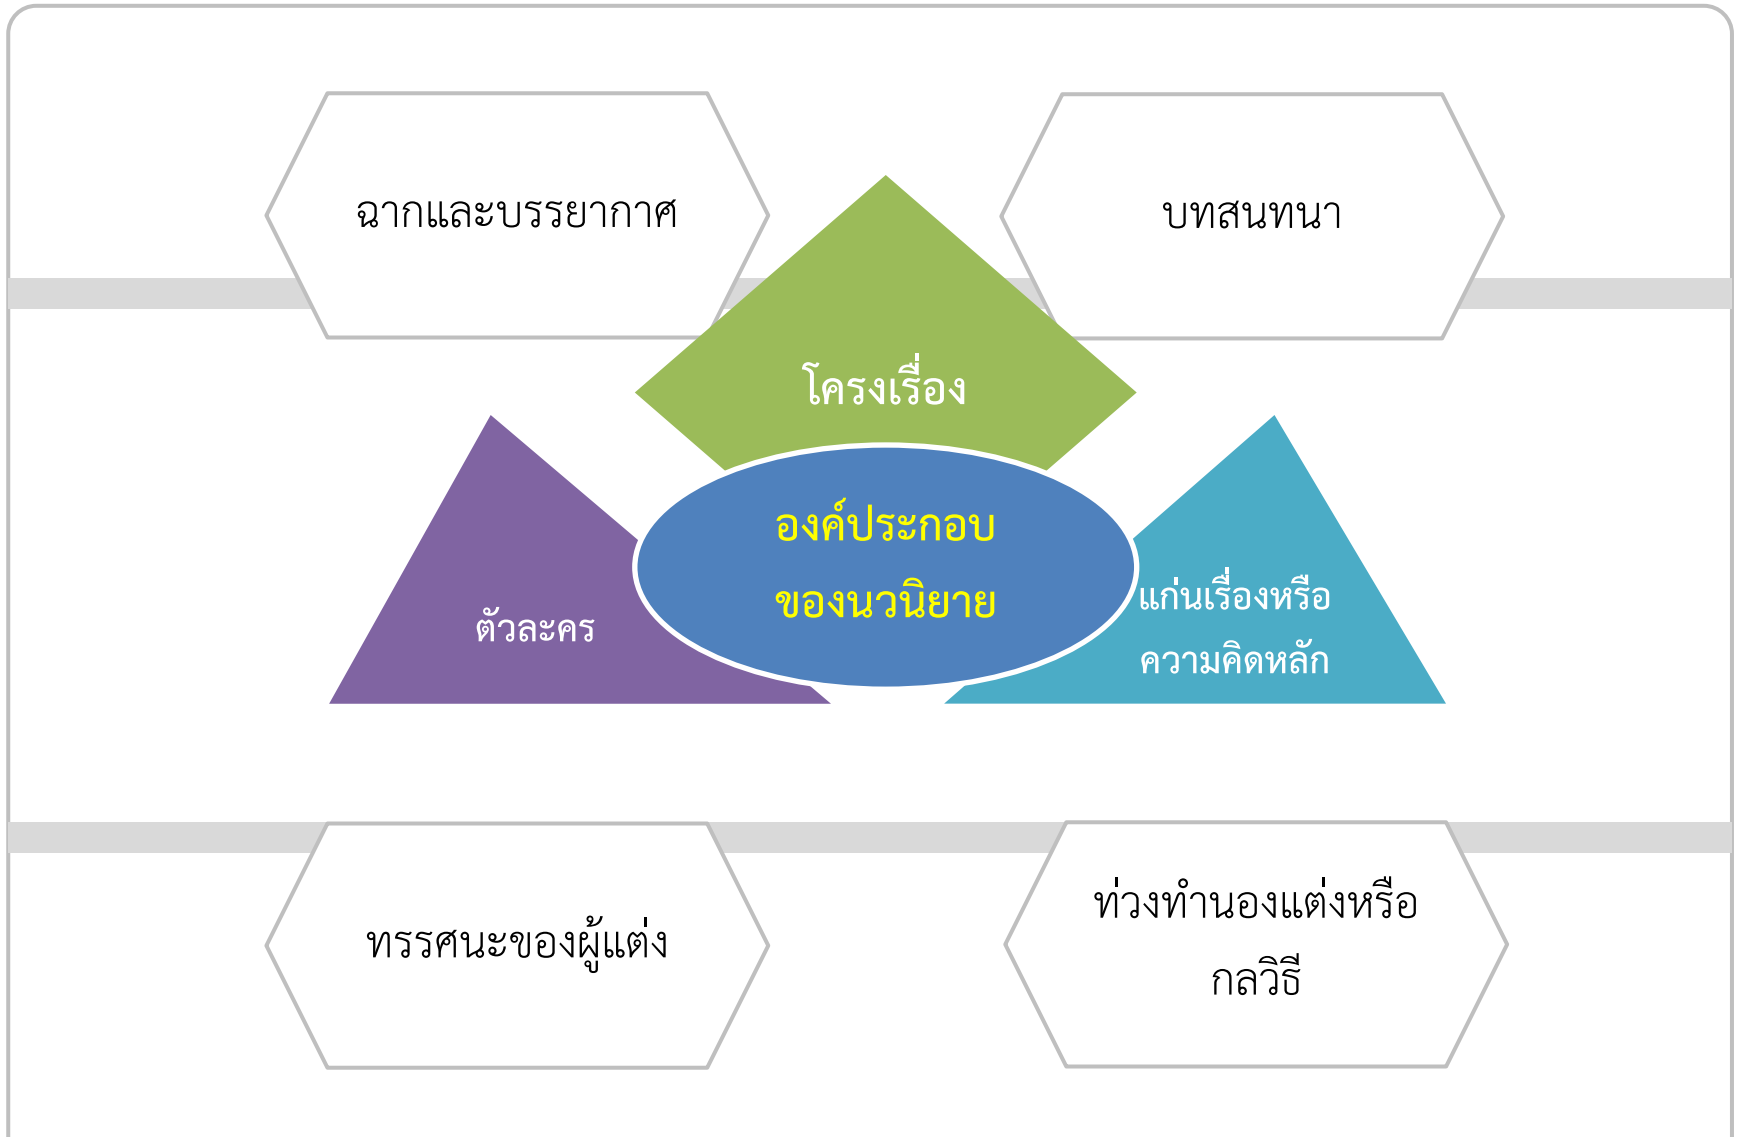 ฉากและบรรยากาศ
บทสนทนา
โครงเรื่อง
องค์ประกอบ
ของนวนิยาย
ตัวละคร
แก่นเรื่องหรือ
ความคิดหลัก
ทรรศนะของผู้แต่ง
ท่วงทำนองแต่งหรือ
กลวิธี